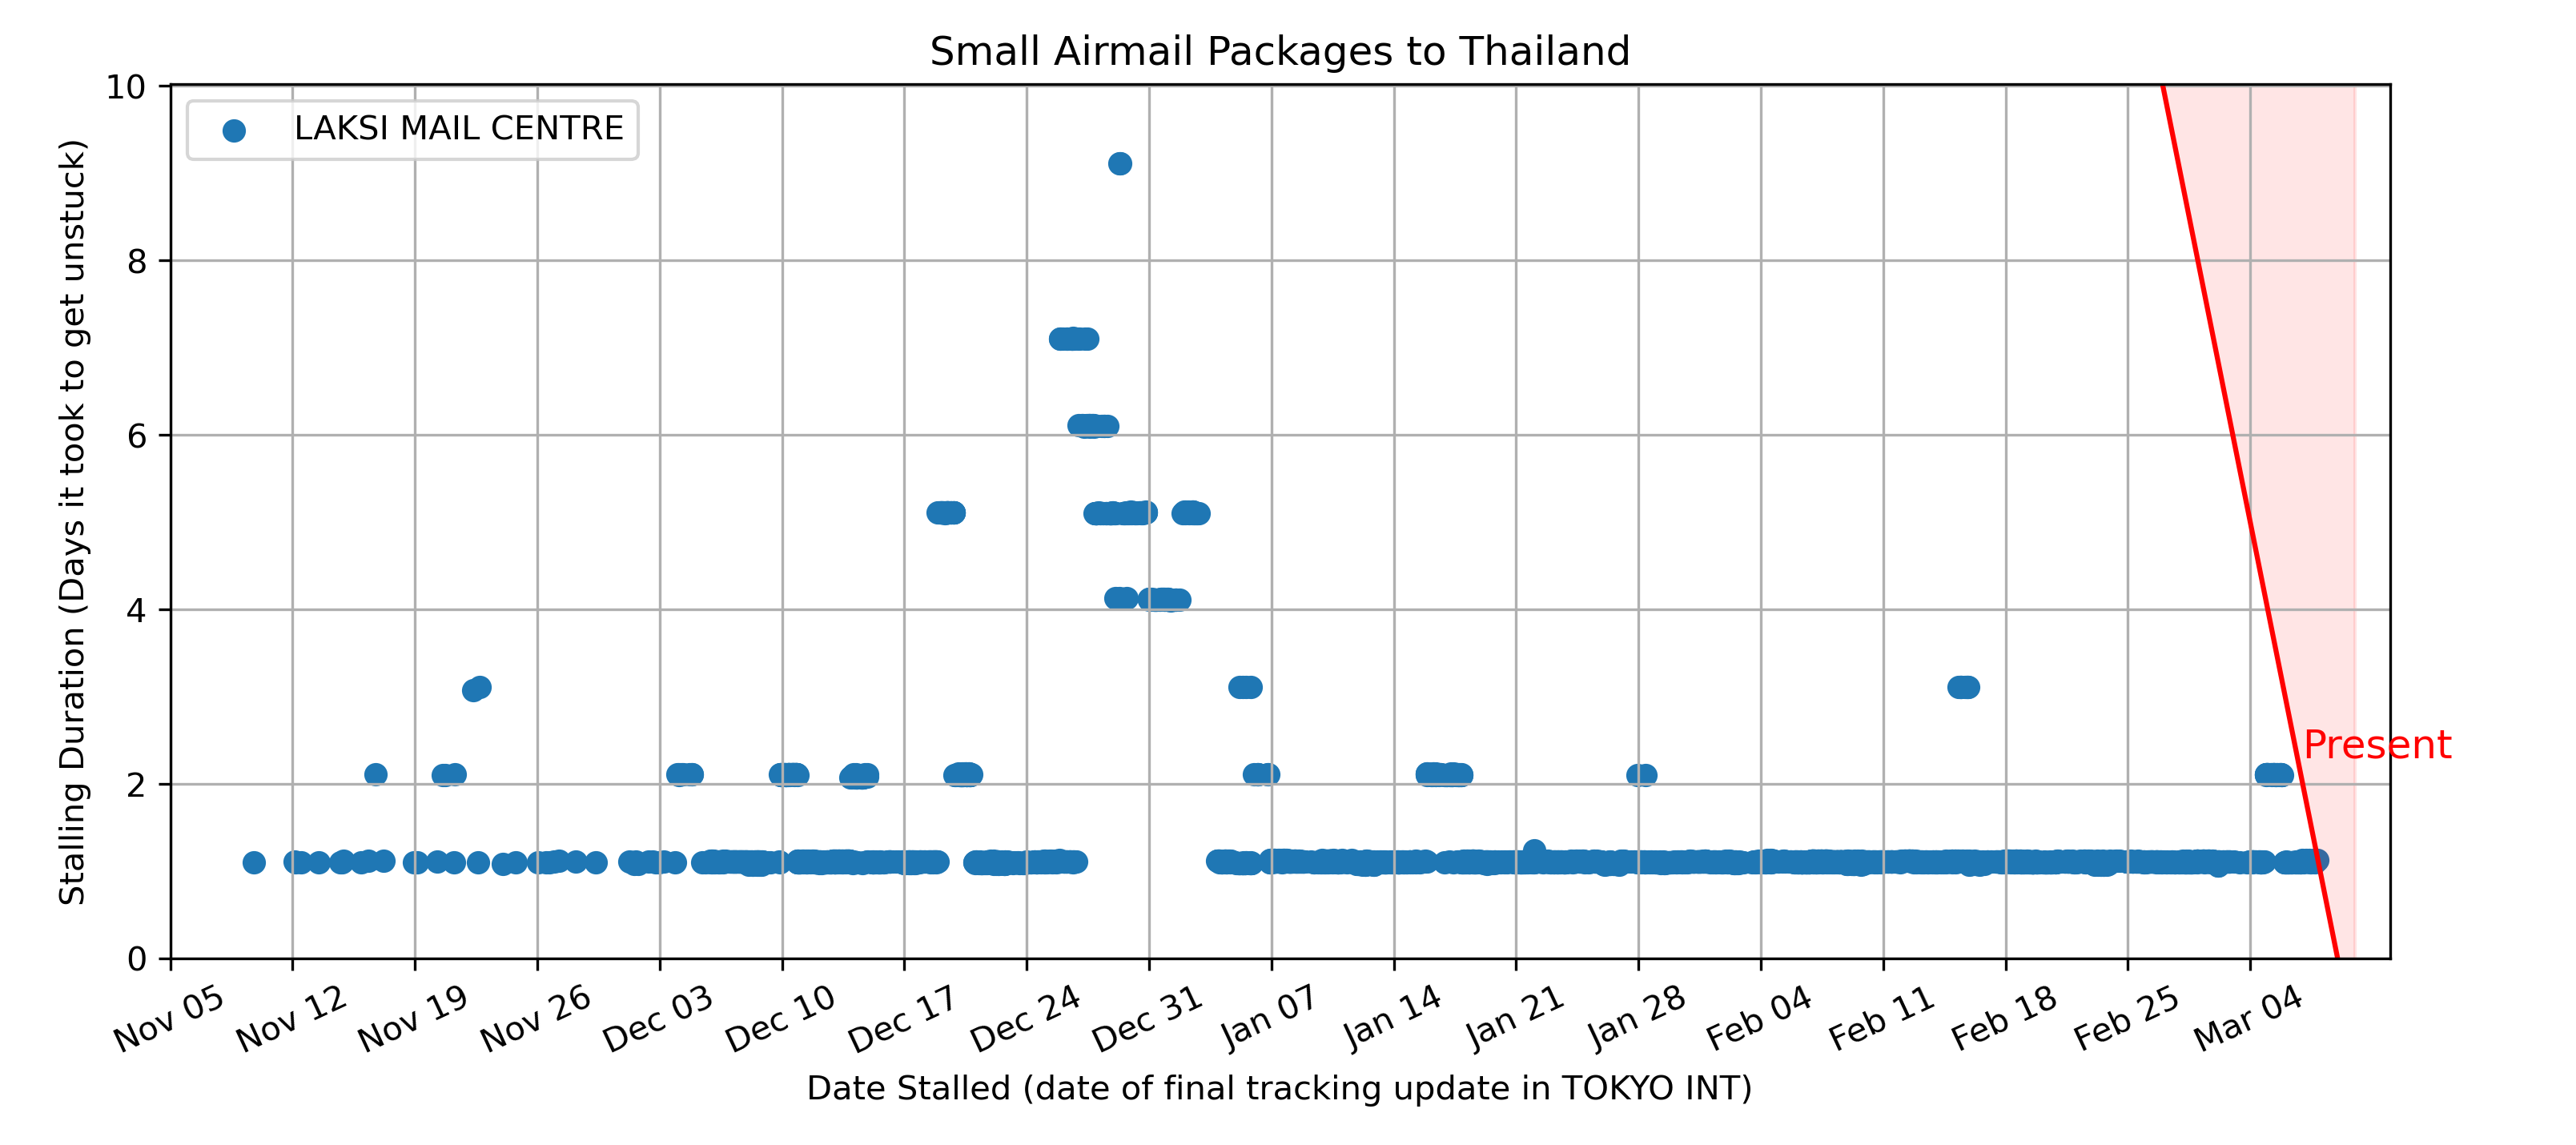 Small Airmail Packages to Thailand
LAKSI MAIL CENTRE
Stalling Duration (Days it took to get unstuck)
10
8
6
4
2
0
Present
Nov 05
Nov 12
Nov 19
Nov 26
Dec 03
Dec 10
Dec 17
Dec 24
Dec 31
Jan 07
Jan 14
Jan 21
Jan 28
Feb 04
Feb 11
Feb 18
Feb 25
Mar 04
Date Stalled (date of final tracking update in TOKYO INT)